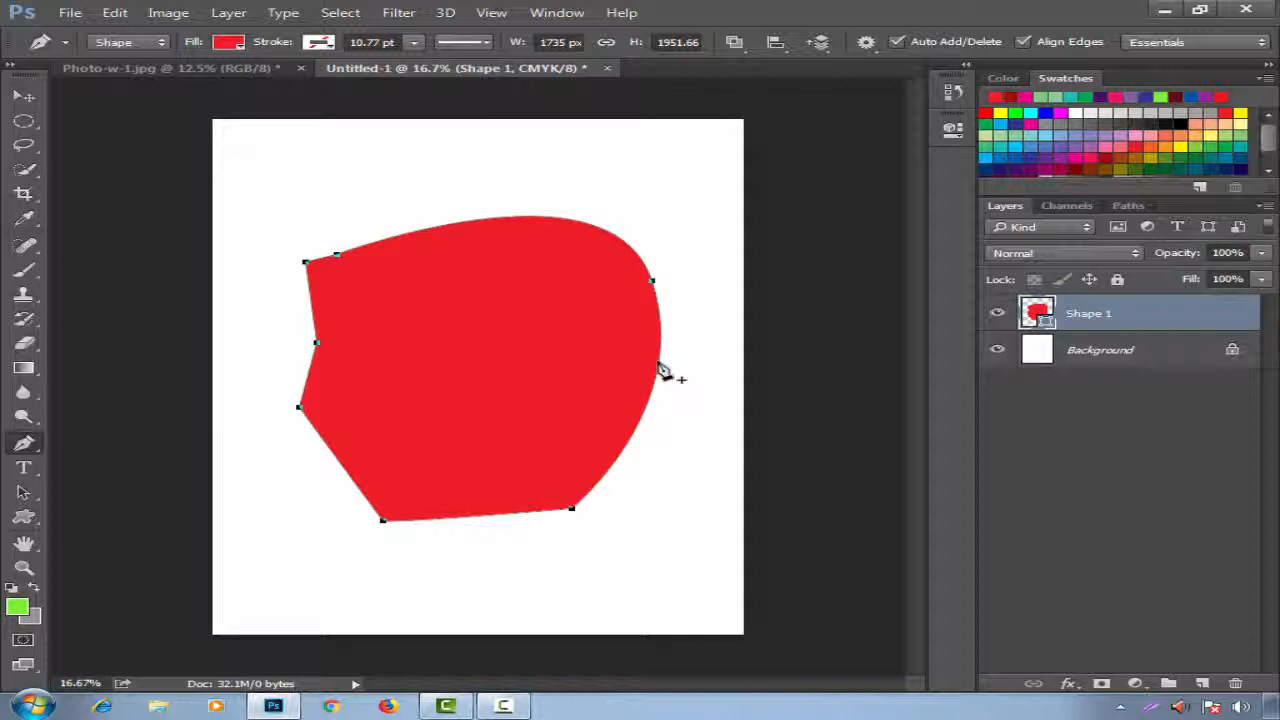 Ps File Edit Image Layer Type Select Filter 3D View Window Help
Shape Fill: Stroke: 10.77 pt W: 1735 px H: 1951.66 Auto Add/Delete Align Edges Essentials
Photo-w-1.jpg @ 12.5% (RGB/8) * Untitled-1 @ 16.7% (Shape 1, CMYK/8) *
Color Swatches
Layers Channels Paths
Kind
Normal Opacity: 100%
Lock: Fill: 100%
Shape 1
Background
16.67% Doc: 32.1M/0 bytes